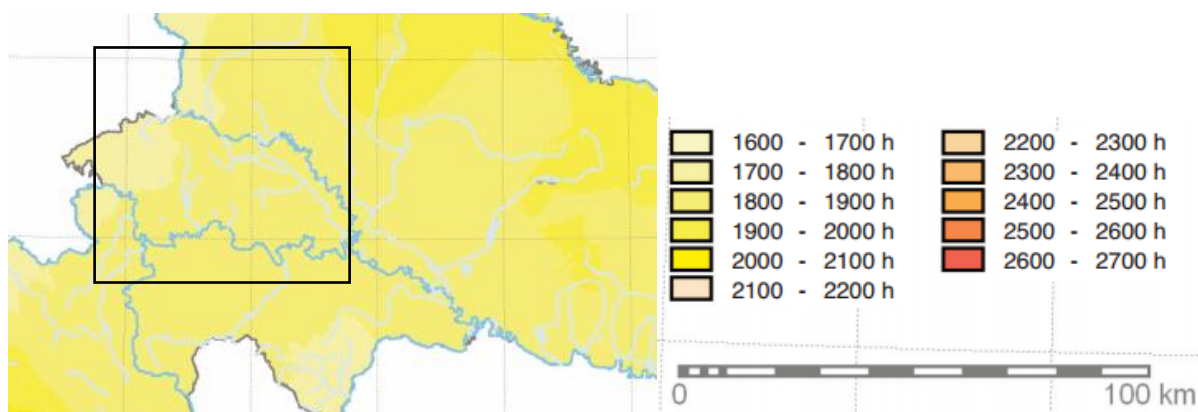 1600 - 1700 h
1700 - 1800 h
1800 - 1900 h
1900 - 2000 h
2000 - 2100 h
2100 - 2200 h
2200 - 2300 h
2300 - 2400 h
2400 - 2500 h
2500 - 2600 h
2600 - 2700 h
0 100 km